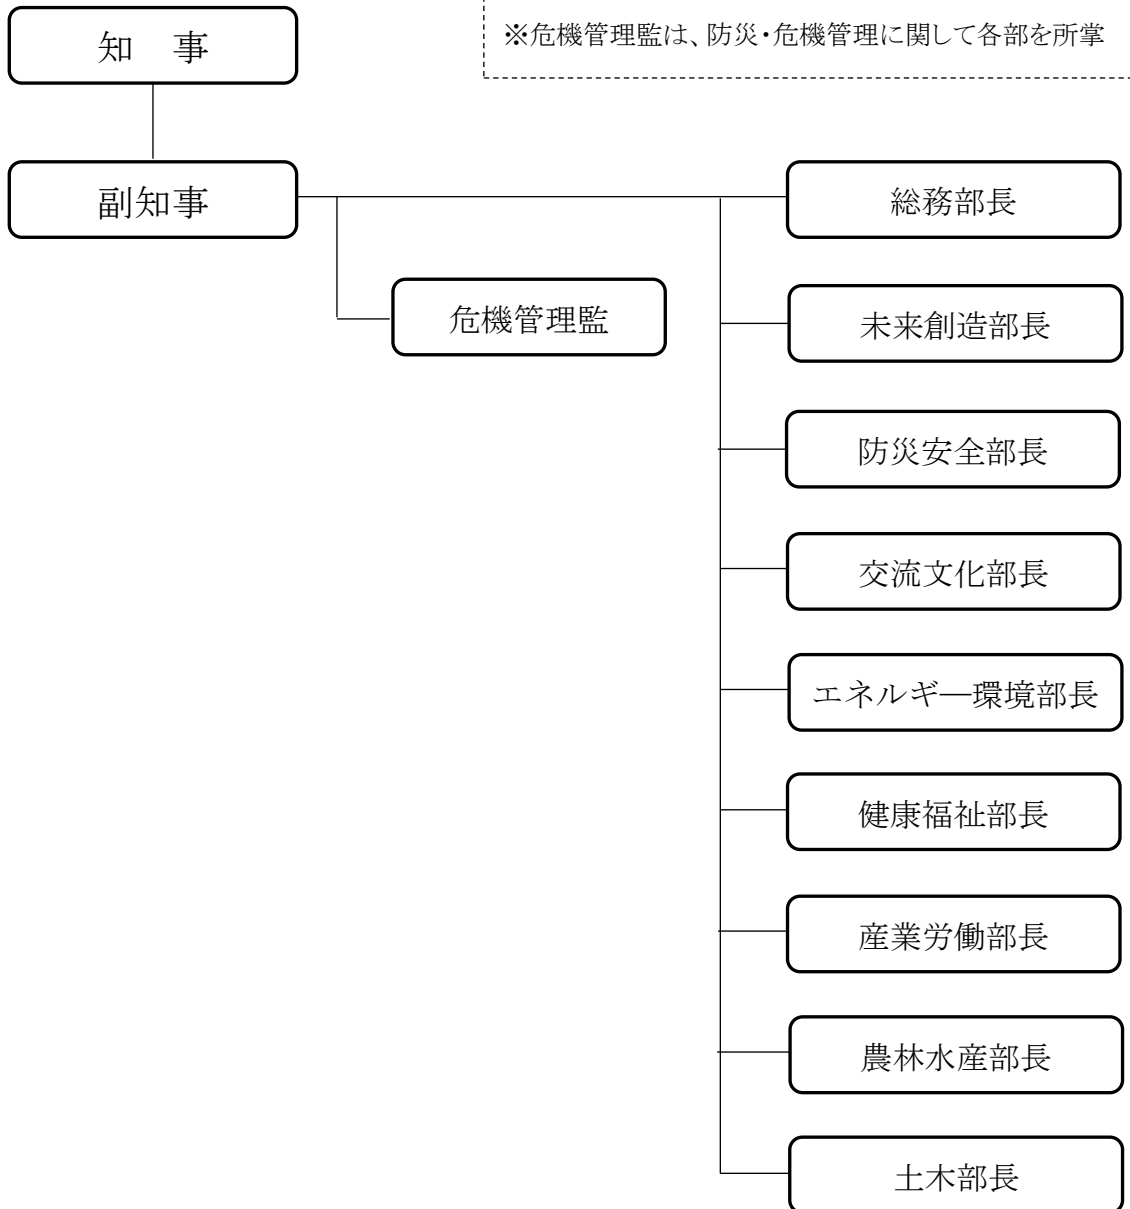 ※危機管理監は、防災・危機管理に関して各部を所掌
知　事
副知事
総務部長
危機管理監
未来創造部長
防災安全部長
交流文化部長
エネルギ―環境部長
健康福祉部長
産業労働部長
農林水産部長
土木部長